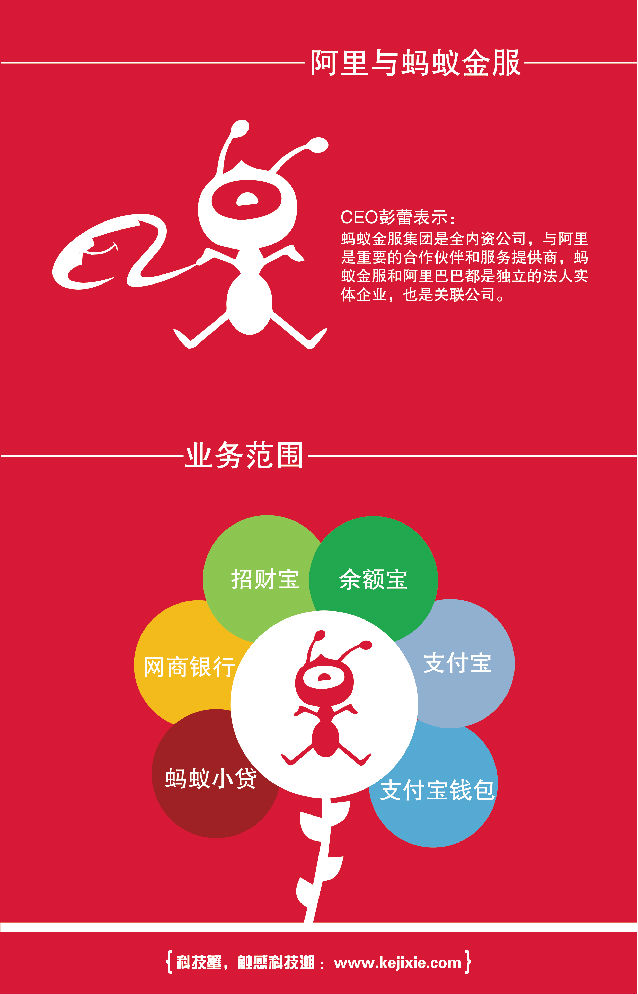 阿里与蚂蚁金服
CEO彭蕾表示：
蚂蚁金服集团是全内资公司，与阿里
是重要的合作伙伴和服务提供商，蚂
蚁金服和阿里巴巴都是独立的法人实
体企业，也是关联公司。
业务范围
招财宝
余额宝
网商银行
支付宝
蚂蚁小贷
支付宝钱包
{科技蟹，触感科技潮：www.kejixie.com}